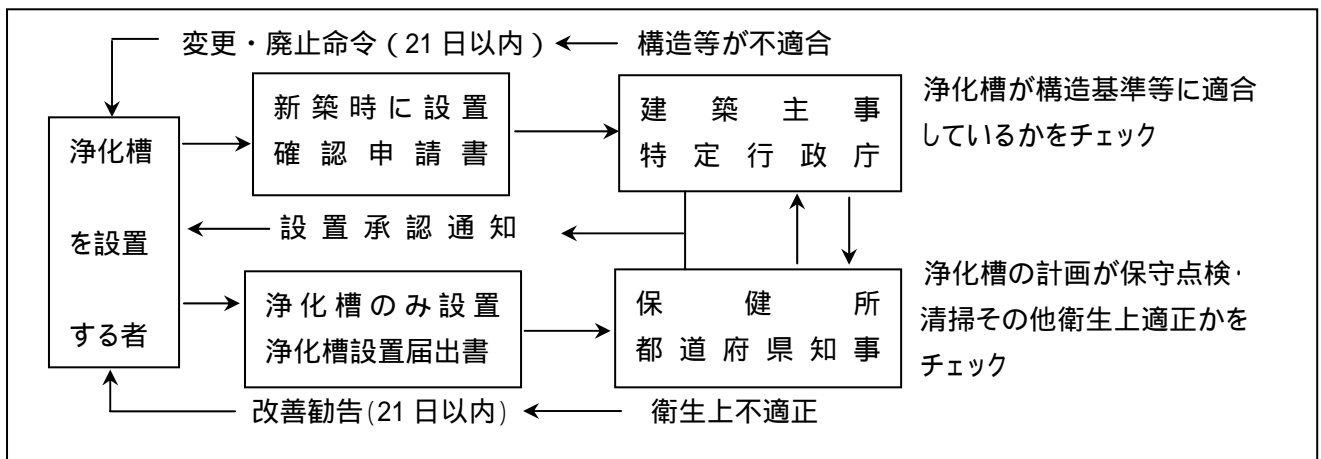 変更・廃止命令（21日以内） 構造等が不適合
新築時に設置
確認申請書
建築主事
特定行政庁
浄化槽が構造基準等に適合
しているかをチェック
浄化槽
を設置
する者
設置承認通知
浄化槽のみ設置
浄化槽設置届出書
保健所
都道府県知事
浄化槽の計画が保守点検・
清掃その他衛生上適正かを
チェック
改善勧告(21日以内) 衛生上不適正